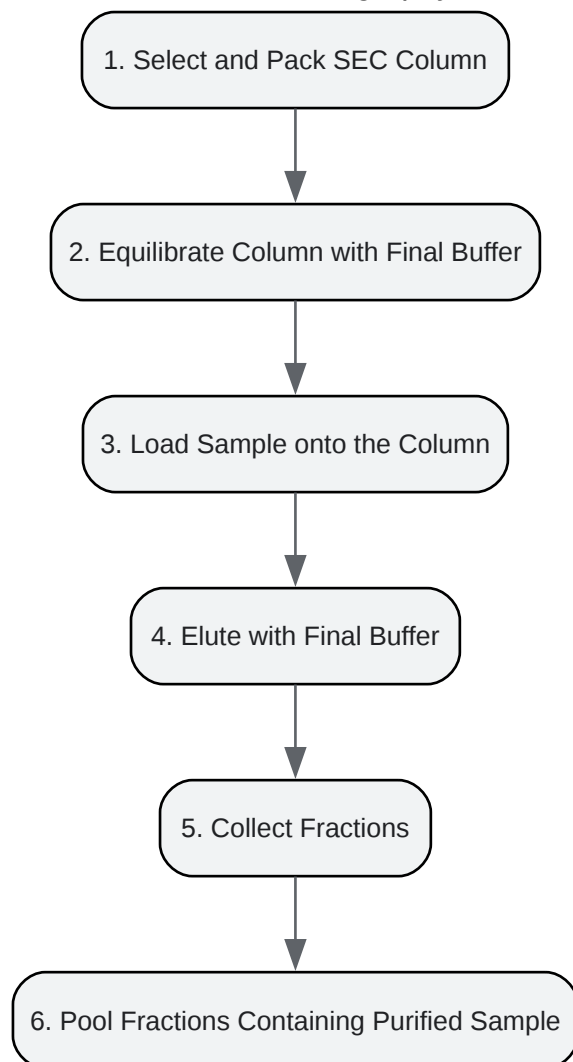 1. Select and Pack SEC Column
2. Equilibrate Column with Final Buffer
3. Load Sample onto the Column
4. Elute with Final Buffer
5. Collect Fractions
6. Pool Fractions Containing Purified Sample